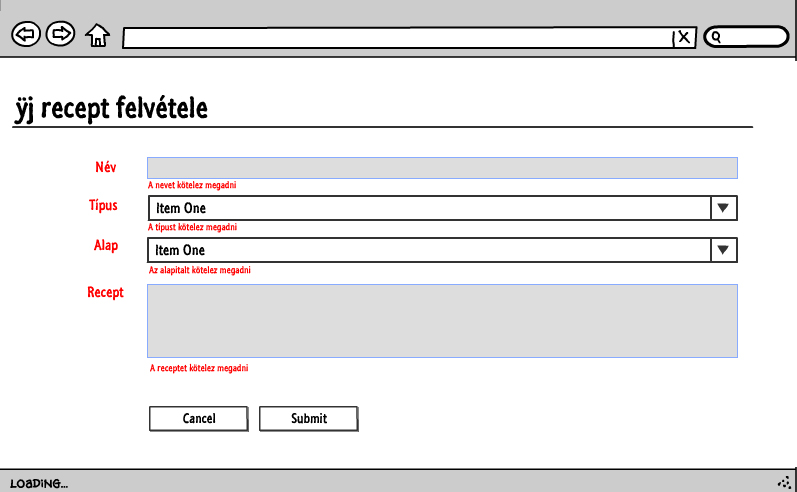 X
ÿj recept felvétele
Név
A nevet kötelez megadni
Típus
Item One
A típust kötelez megadni
Alap
Item One
Az alapitalt kötelez megadni
Recept
A receptet kötelez megadni
Cancel
Submit
LOADING...